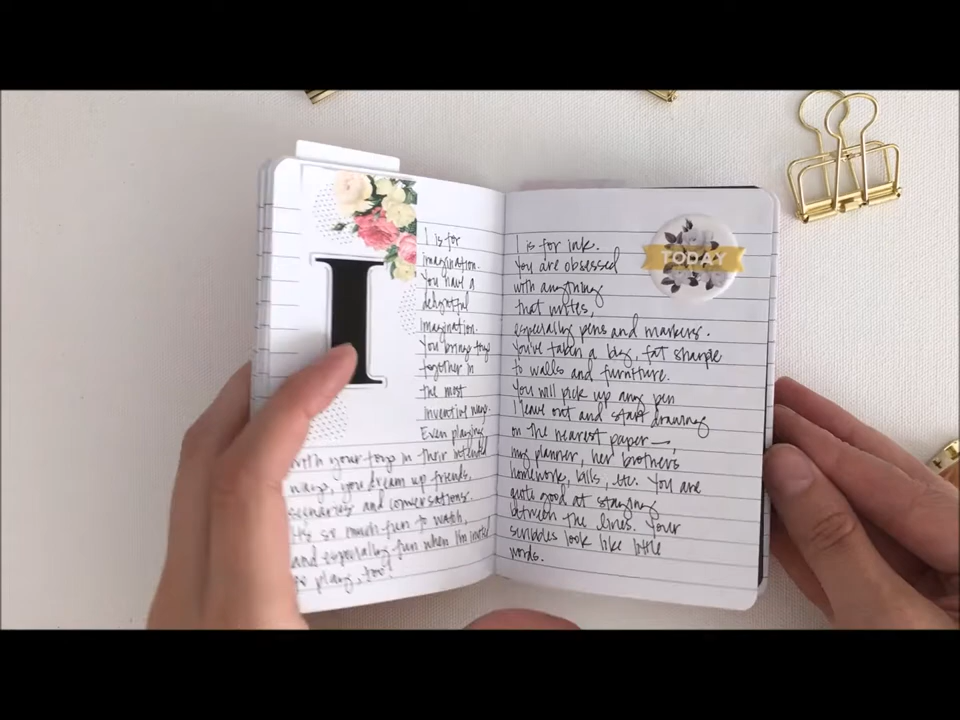 I
I is for
imagination.
You have a
delightful
imagination.
You bring toys
together in
the most
inventive ways.
Even playing
with your toys in their intended
ways, you dream up friends,
scenarios and conversations.
It's so much fun to watch,
and especially fun when I'm invited
to play, too!
TODAY
I is for ink.
You are obsessed
with anything
that writes,
especially pens and markers.
You've taken a big, fat sharpie
to walls and furniture.
You will pick up any pen
I leave out and start drawing
on the nearest paper —
my planner, her brothers
homework, bills, etc. You are
quite good at staying
between the lines. Your
scribbles look like little
words.